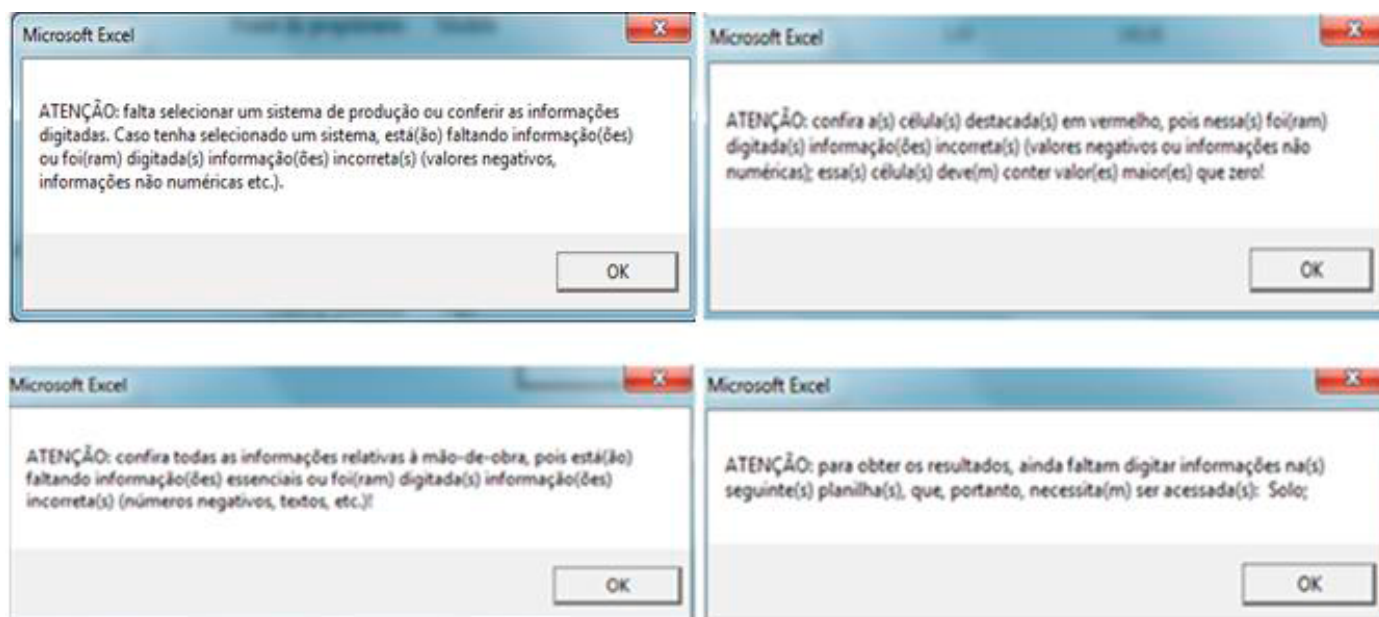 Microsoft Excel
ATENÇÃO: falta selecionar um sistema de produção ou conferir as informações
digitadas. Caso tenha selecionado um sistema, está(ão) faltando informação(ões)
ou foi(ram) digitada(s) informação(ões) incorreta(s) (valores negativos,
informações não numéricas etc.).
OK
Microsoft Excel
ATENÇÃO: confira a(s) célula(s) destacada(s) em vermelho, pois nessa(s) foi(ram)
digitada(s) informação(ões) incorreta(s) (valores negativos ou informações não
numéricas); essa(s) célula(s) deve(m) conter valor(es) maior(es) que zero!
OK
Microsoft Excel
ATENÇÃO: confira todas as informações relativas à mão-de-obra, pois está(ão)
faltando informação(ões) essenciais ou foi(ram) digitada(s) informação(ões)
incorreta(s) (números negativos, textos, etc.)!
OK
Microsoft Excel
ATENÇÃO: para obter os resultados, ainda faltam digitar informações na(s)
seguinte(s) planilha(s), que, portanto, necessita(m) ser acessada(s): Solo;
OK